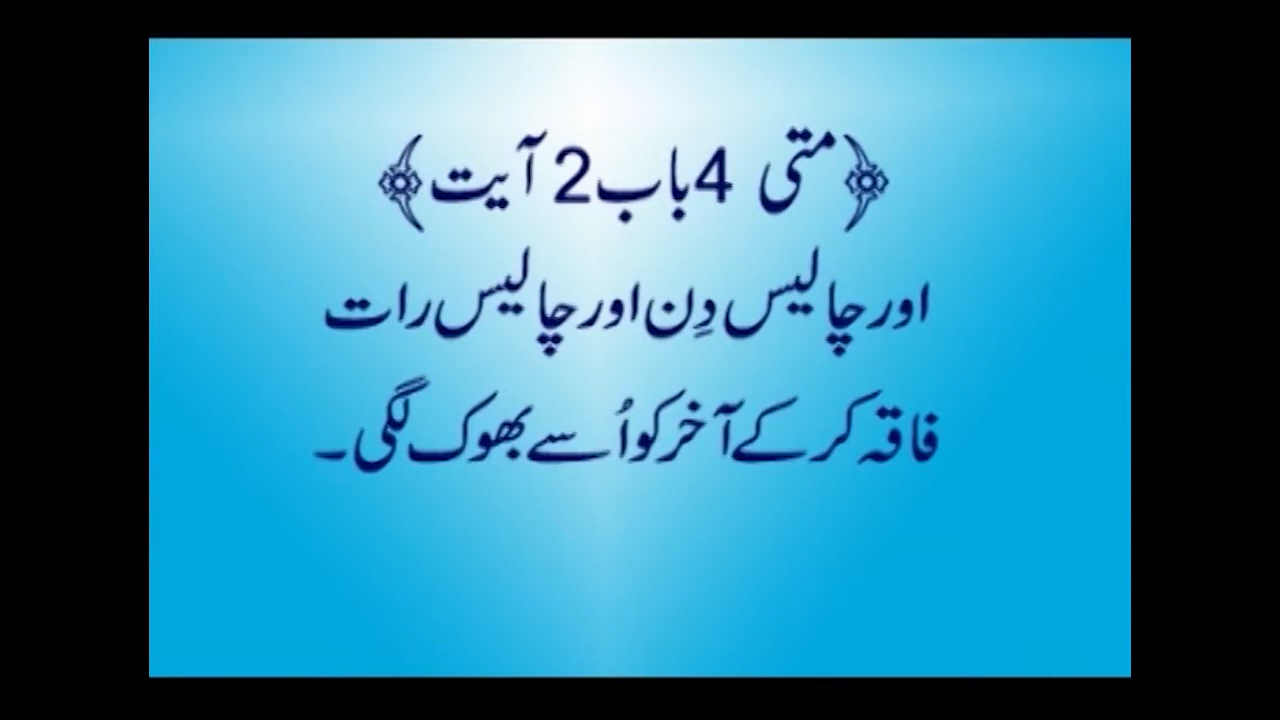 ﴿متی 4 باب 2 آیت﴾
اور چالیس دِن اور چالیس رات
فاقہ کر کے آخر کو اُسے بھوک لگی۔